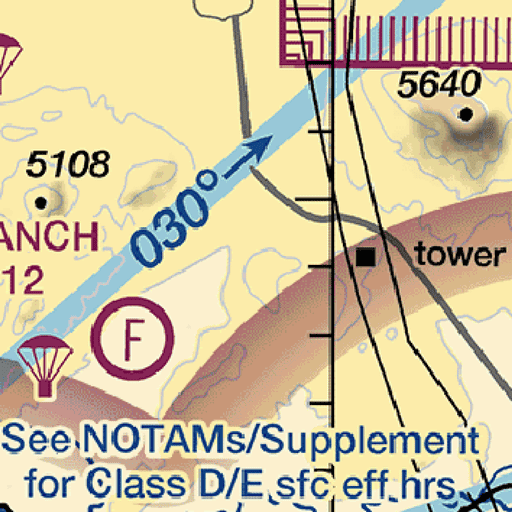 5640
5108
030°
ANCH
12
tower
F
See NOTAMs/Supplement
for Class D/E sfc eff hrs